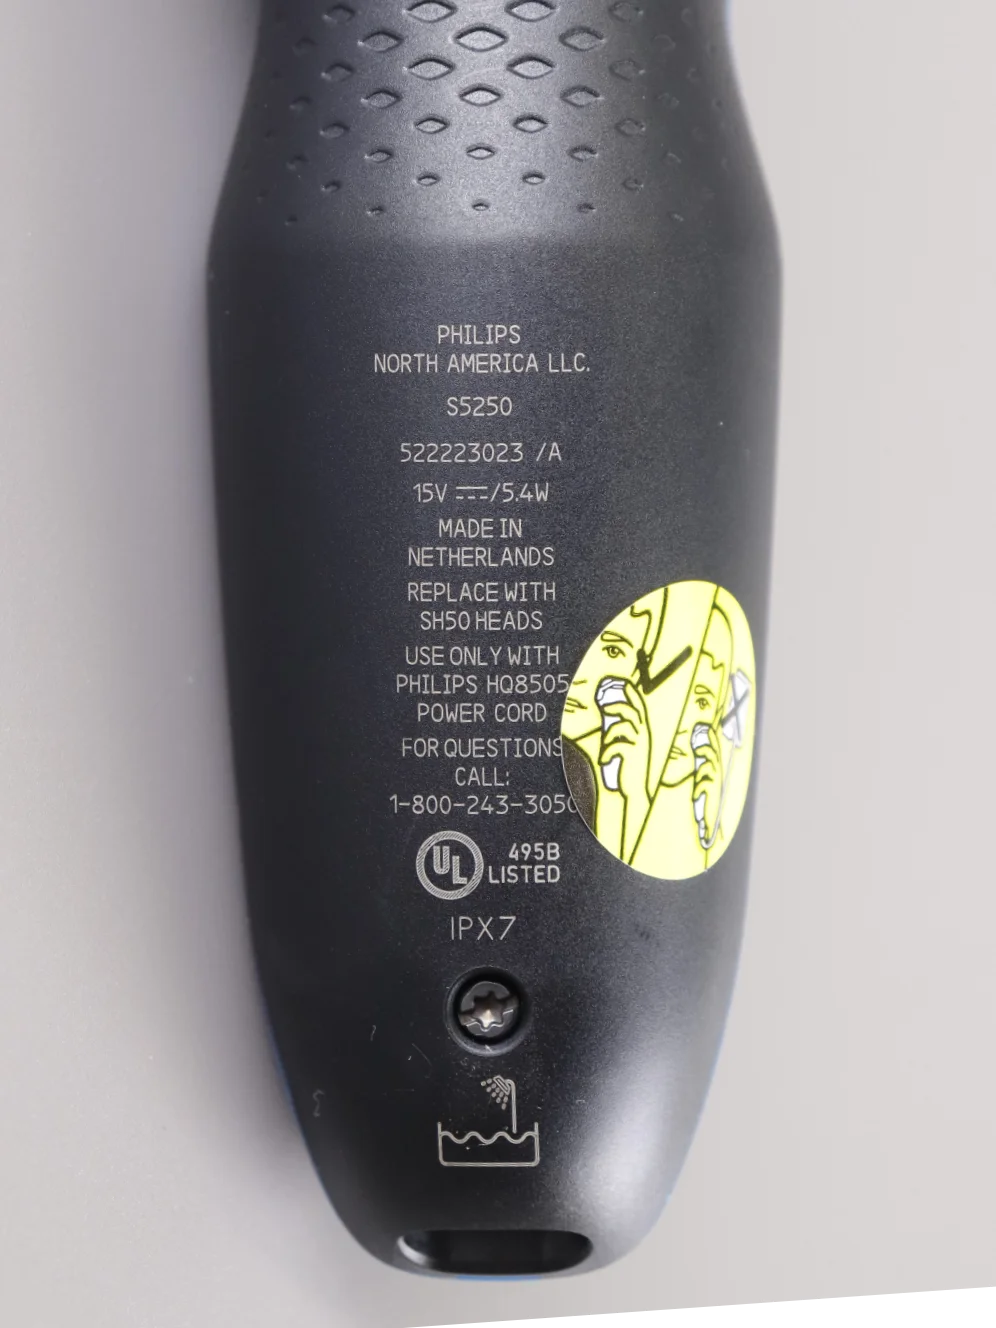 PHILIPS
NORTH AMERICA LLC.
S5250
522223023 /A
15V ⎓/5.4W
MADE IN
NETHERLANDS
REPLACE WITH
SH50 HEADS
USE ONLY WITH
PHILIPS HQ8505
POWER CORD
FOR QUESTIONS
CALL:
1-800-243-3050
UL 495B
LISTED
IPX7